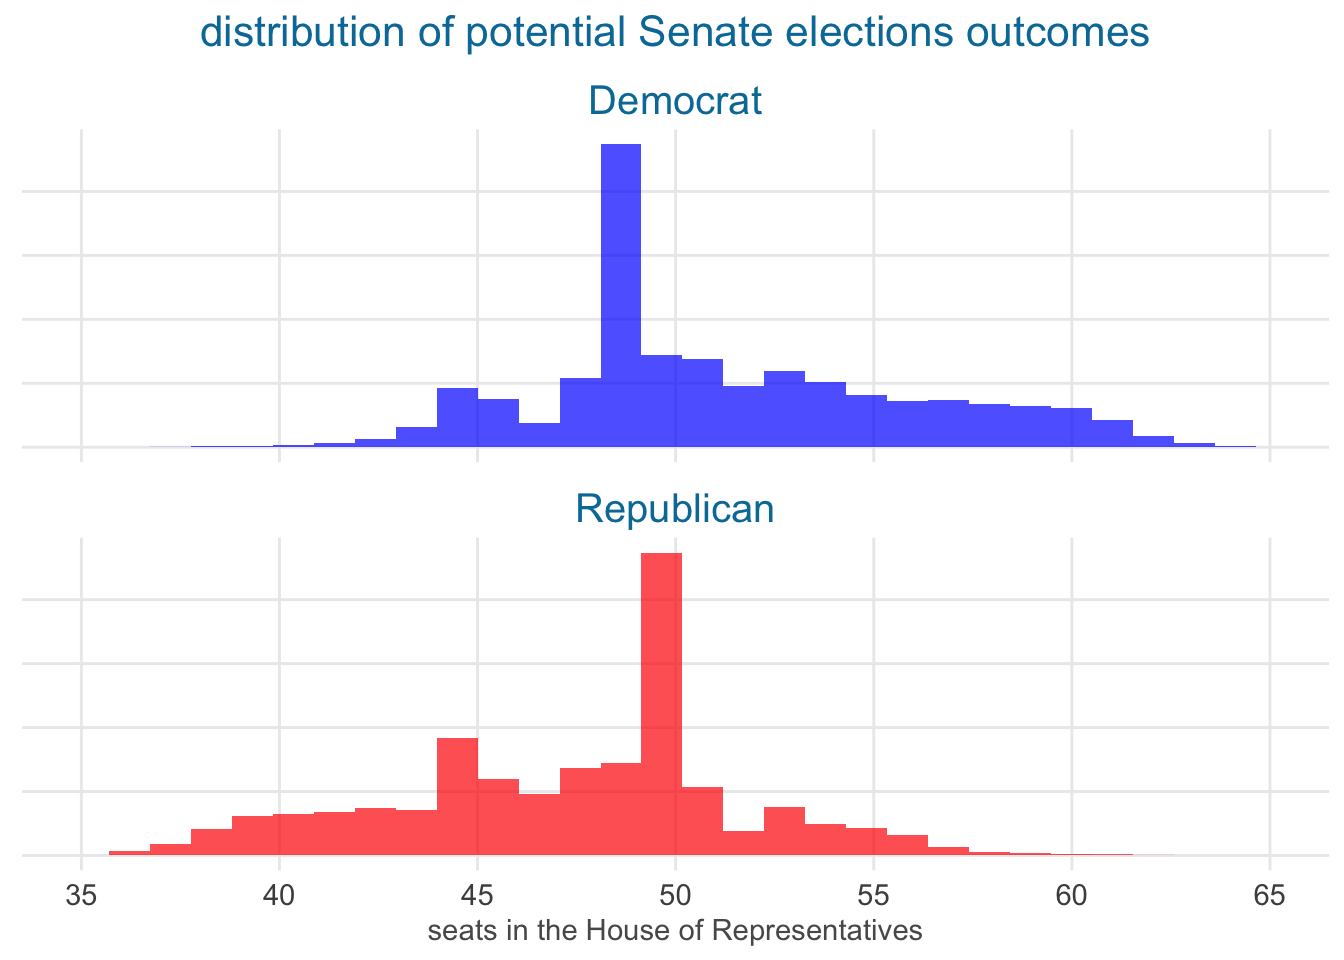 distribution of potential Senate elections outcomes
Democrat
Republican
35 40 45 50 55 60 65
seats in the House of Representatives